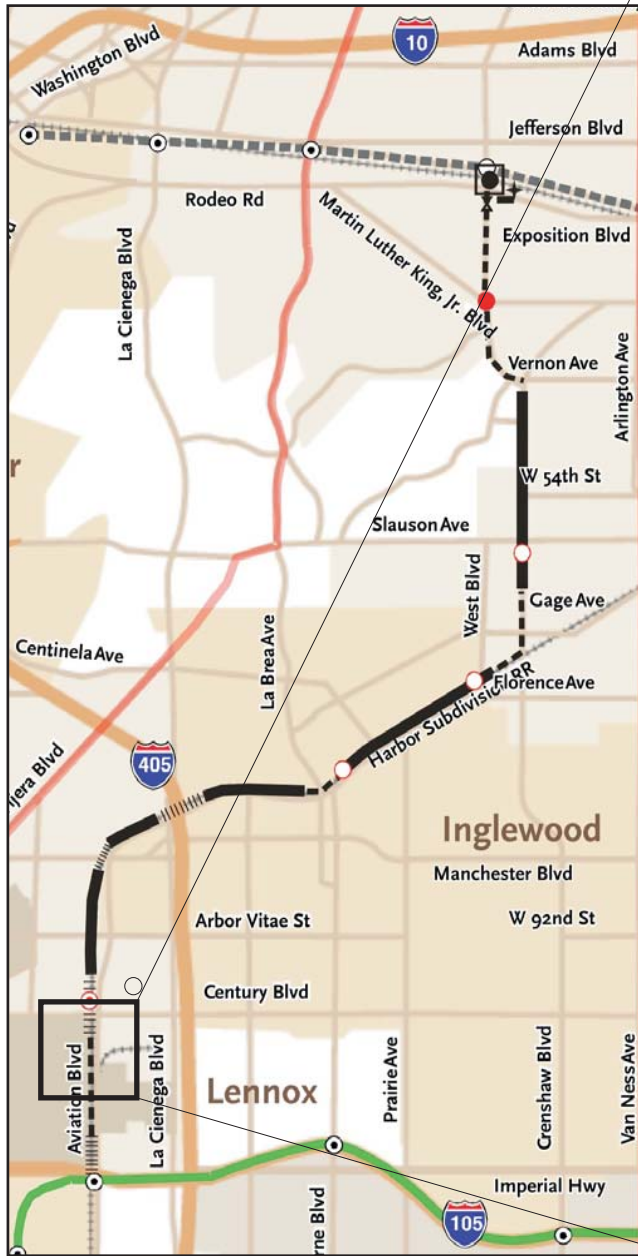 10
Adams Blvd
Washington Blvd
Jefferson Blvd
Rodeo Rd
Exposition Blvd
Martin Luther King, Jr. Blvd
La Cienega Blvd
Vernon Ave
Arlington Ave
W 54th St
Slauson Ave
West Blvd
Gage Ave
Centinela Ave
La Brea Ave
Florence Ave
Harbor Subdivision RR
405
Inglewood
Manchester Blvd
Arbor Vitae St
W 92nd St
Century Blvd
Aviation Blvd
La Cienega Blvd
Lennox
Prairie Ave
Crenshaw Blvd
Van Ness Ave
Imperial Hwy
105